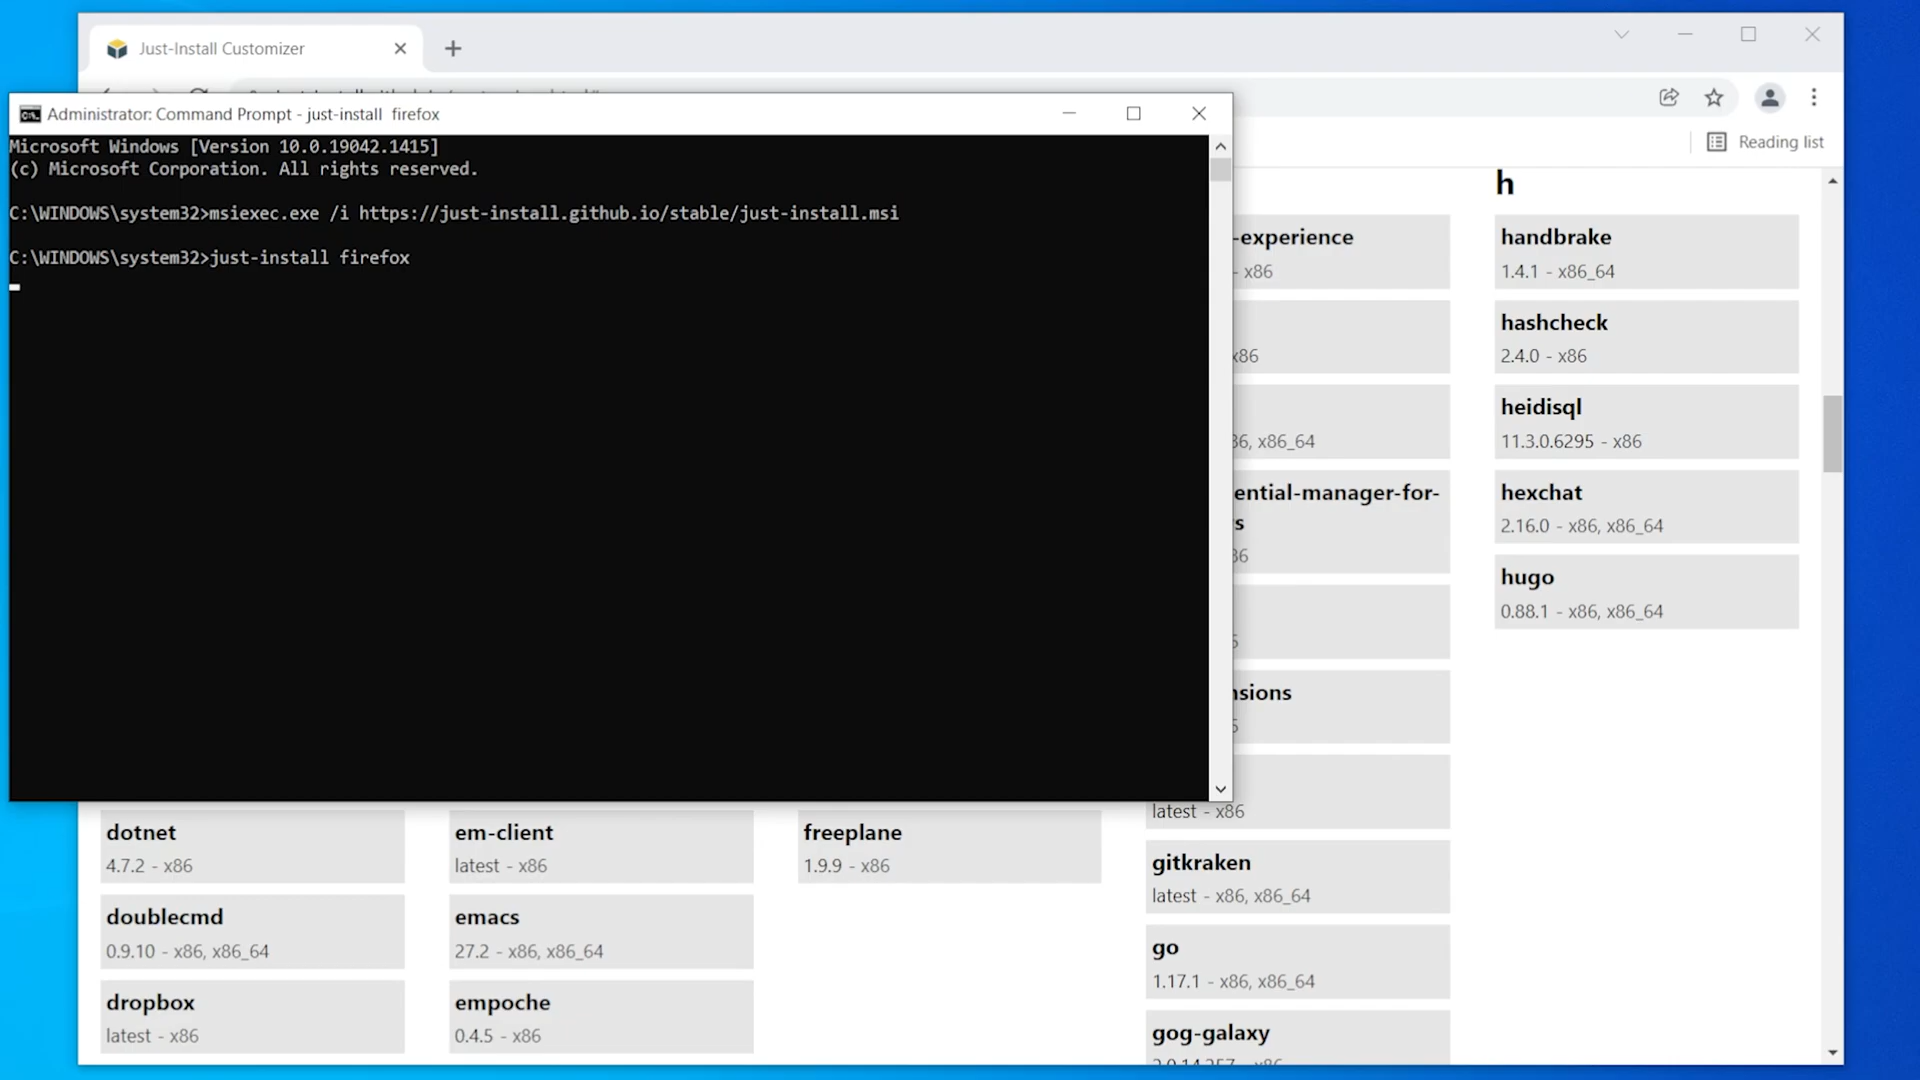 Just-Install Customizer
Administrator: Command Prompt - just-install  firefox
Reading list
Microsoft Windows [Version 10.0.19042.1415]
(c) Microsoft Corporation. All rights reserved.
C:\WINDOWS\system32>msiexec.exe /i https://just-install.github.io/stable/just-install.msi
C:\WINDOWS\system32>just-install firefox
dotnet
4.7.2 - x86
doublecmd
0.9.10 - x86, x86_64
dropbox
latest - x86
em-client
latest - x86
emacs
27.2 - x86, x86_64
empoche
0.4.5 - x86
freeplane
1.9.9 - x86
-experience
- x86
x86
x86_64
ential-manager-for-
s
latest - x86
gitkraken
latest - x86, x86_64
go
1.17.1 - x86, x86_64
gog-galaxy
h
handbrake
1.4.1 - x86_64
hashcheck
2.4.0 - x86
heidisql
11.3.0.6295 - x86
hexchat
2.16.0 - x86, x86_64
hugo
0.88.1 - x86, x86_64